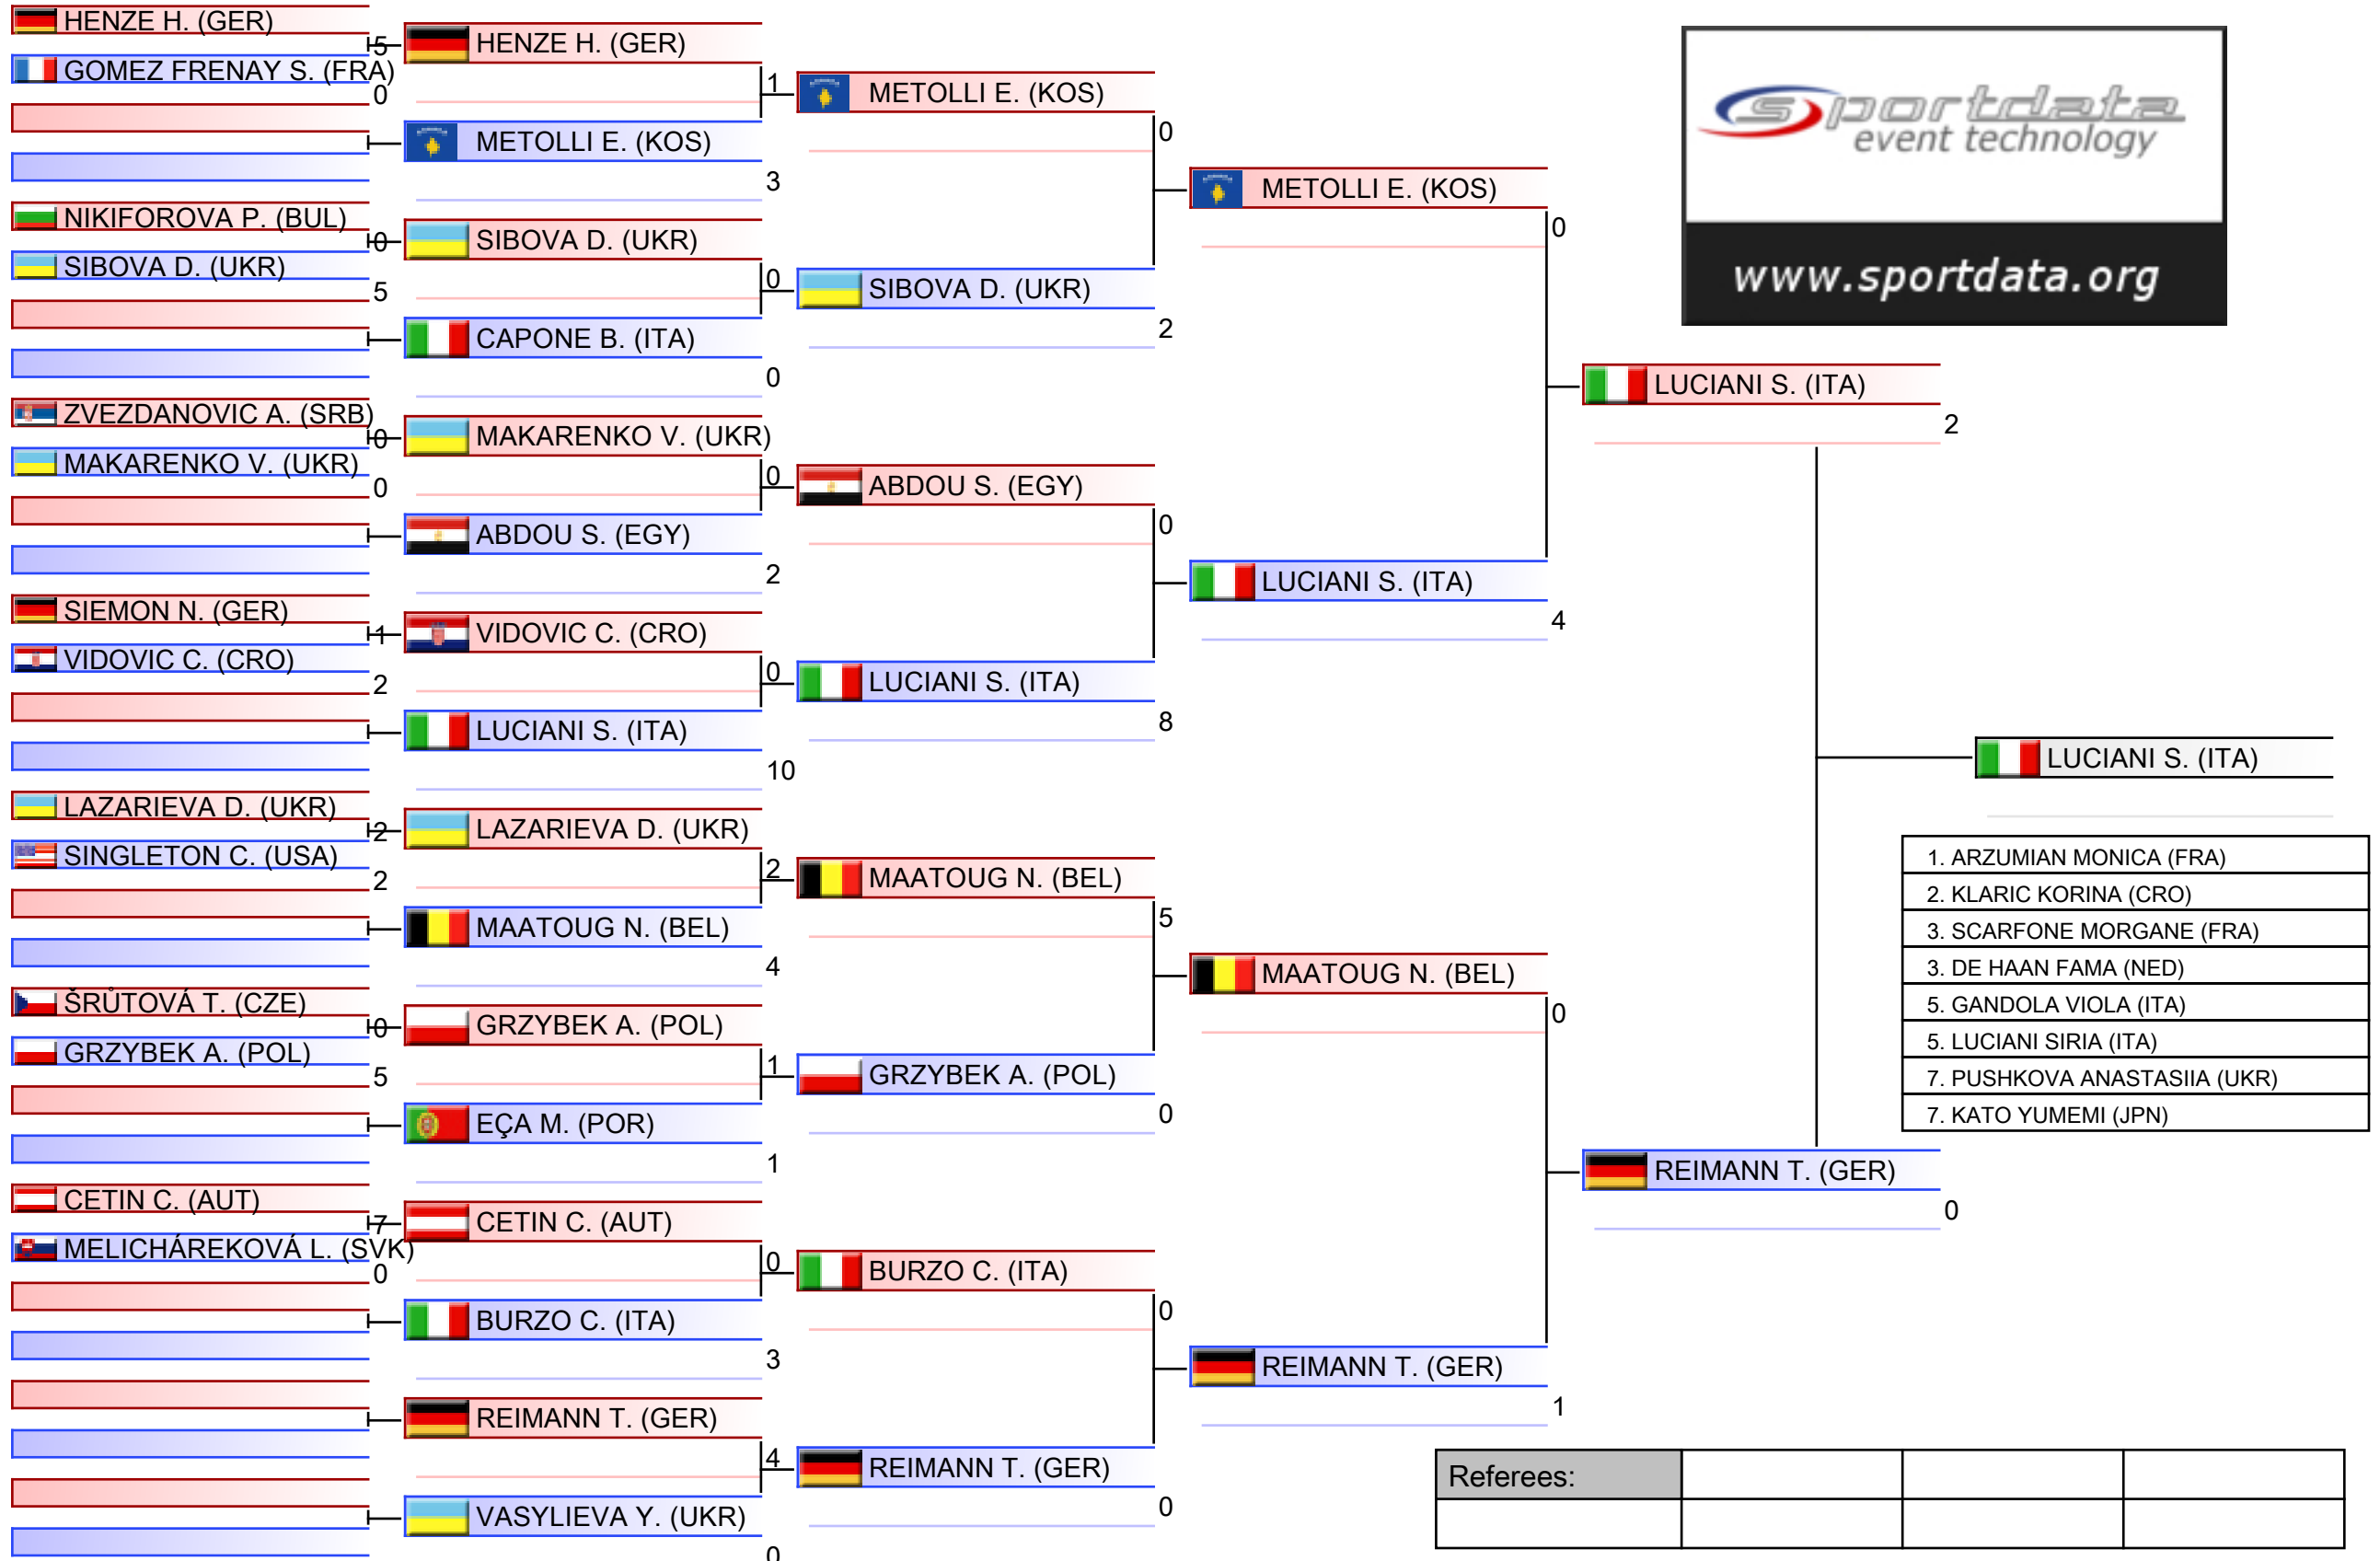 HENZE H. (GER)
5
GOMEZ FRENAY S. (FRA)
0
NIKIFOROVA P. (BUL)
0
SIBOVA D. (UKR)
5
ZVEZDANOVIC A. (SRB)
0
MAKARENKO V. (UKR)
0
SIEMON N. (GER)
1
VIDOVIC C. (CRO)
2
LAZARIEVA D. (UKR)
2
SINGLETON C. (USA)
2
ŠRŮTOVÁ T. (CZE)
0
GRZYBEK A. (POL)
5
CETIN C. (AUT)
7
MELICHÁREKOVÁ L. (SVK)
0
HENZE H. (GER)
1
METOLLI E. (KOS)
3
SIBOVA D. (UKR)
0
CAPONE B. (ITA)
0
MAKARENKO V. (UKR)
0
ABDOU S. (EGY)
2
VIDOVIC C. (CRO)
0
LUCIANI S. (ITA)
10
LAZARIEVA D. (UKR)
2
MAATOUG N. (BEL)
4
GRZYBEK A. (POL)
1
EÇA M. (POR)
1
CETIN C. (AUT)
0
BURZO C. (ITA)
3
REIMANN T. (GER)
4
VASYLIEVA Y. (UKR)
0
METOLLI E. (KOS)
0
SIBOVA D. (UKR)
2
ABDOU S. (EGY)
0
LUCIANI S. (ITA)
8
MAATOUG N. (BEL)
5
GRZYBEK A. (POL)
0
BURZO C. (ITA)
0
REIMANN T. (GER)
0
METOLLI E. (KOS)
0
LUCIANI S. (ITA)
4
MAATOUG N. (BEL)
0
REIMANN T. (GER)
1
LUCIANI S. (ITA)
2
REIMANN T. (GER)
0
LUCIANI S. (ITA)
sportdata
event technology
www.sportdata.org
1. ARZUMIAN MONICA (FRA)
2. KLARIC KORINA (CRO)
3. SCARFONE MORGANE (FRA)
3. DE HAAN FAMA (NED)
5. GANDOLA VIOLA (ITA)
5. LUCIANI SIRIA (ITA)
7. PUSHKOVA ANASTASIIA (UKR)
7. KATO YUMEMI (JPN)
Referees: